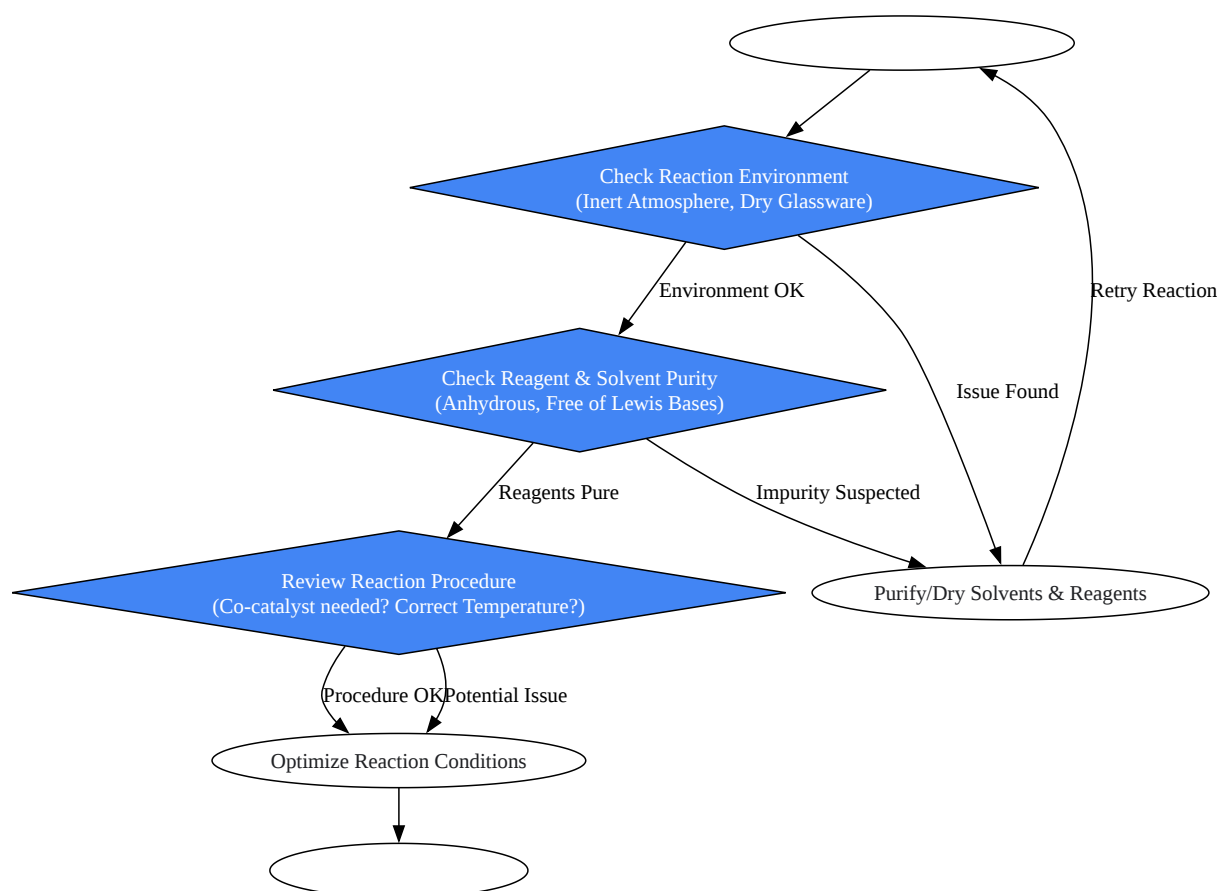 Check Reaction Environment
(Inert Atmosphere, Dry Glassware)
Environment OK
Retry Reaction
Check Reagent & Solvent Purity
(Anhydrous, Free of Lewis Bases)
Issue Found
Reagents Pure
Impurity Suspected
Review Reaction Procedure
(Co-catalyst needed? Correct Temperature?)
Purify/Dry Solvents & Reagents
Procedure OK
Potential Issue
Optimize Reaction Conditions